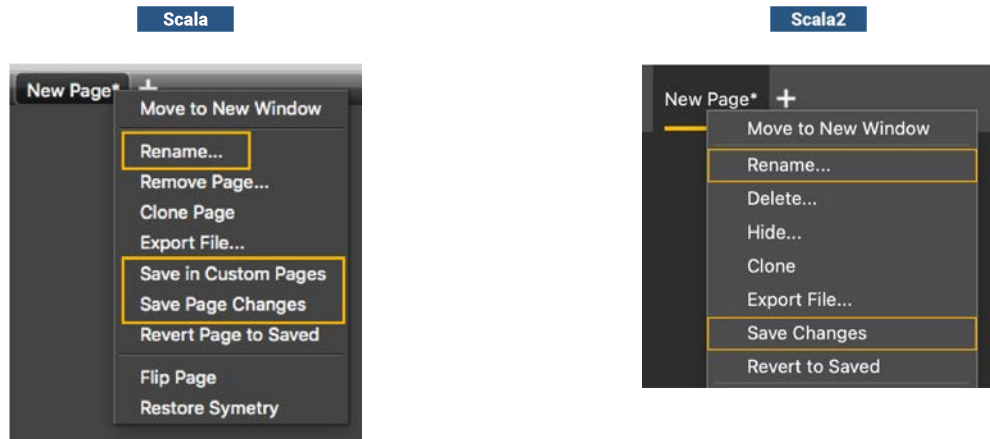 Scala
New Page*
Move to New Window
Rename...
Remove Page...
Clone Page
Export File...
Save in Custom Pages
Save Page Changes
Revert Page to Saved
Flip Page
Restore Symetry
Scala2
New Page*
Move to New Window
Rename...
Delete...
Hide...
Clone
Export File...
Save Changes
Revert to Saved